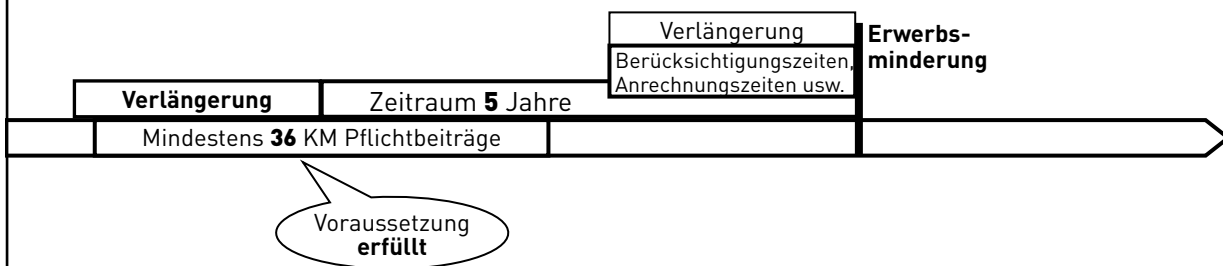 Verlängerung
Berücksichtigungszeiten,
Anrechnungszeiten usw.
Erwerbs-
minderung
Verlängerung
Zeitraum 5 Jahre
Mindestens 36 KM Pflichtbeiträge
Voraussetzung
erfüllt